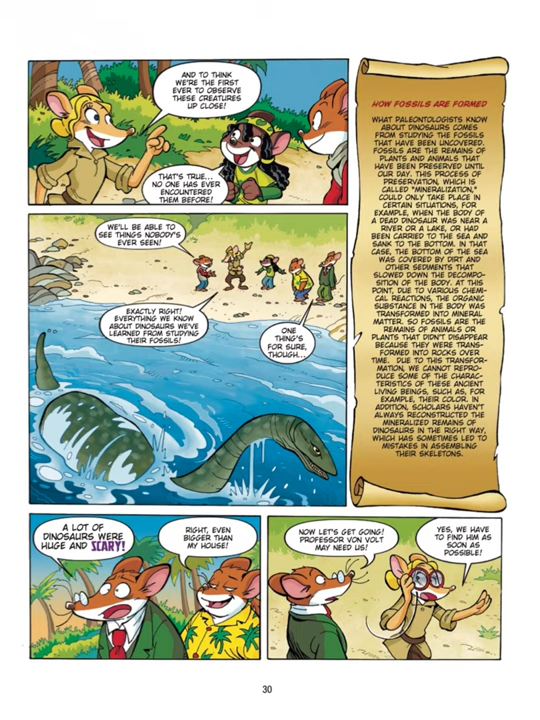 AND TO THINK
WE'RE THE FIRST
EVER TO OBSERVE
THESE CREATURES
UP CLOSE!
THAT'S TRUE...
NO ONE HAS EVER
ENCOUNTERED
THEM BEFORE!
WE'LL BE ABLE TO
SEE THINGS NOBODY'S
EVER SEEN!
EXACTLY RIGHT!
EVERYTHING WE KNOW
ABOUT DINOSAURS WE'VE
LEARNED FROM STUDYING
THEIR FOSSILS!
ONE
THING'S
FOR SURE,
THOUGH...
HOW FOSSILS ARE FORMED
WHAT PALEONTOLOGISTS KNOW
ABOUT DINOSAURS COMES
FROM STUDYING THE FOSSILS
THAT HAVE BEEN UNCOVERED.
FOSSILS ARE THE REMAINS OF
PLANTS AND ANIMALS THAT
HAVE BEEN PRESERVED UNTIL
OUR DAY. THIS PROCESS OF
PRESERVATION, WHICH IS
CALLED "MINERALIZATION,"
COULD ONLY TAKE PLACE IN
CERTAIN SITUATIONS, FOR
EXAMPLE, WHEN THE BODY OF
A DEAD DINOSAUR WAS NEAR A
RIVER OR A LAKE, OR HAD
BEEN CARRIED TO THE SEA AND
SANK TO THE BOTTOM. IN THAT
CASE, THE BOTTOM OF THE SEA
WAS COVERED BY DIRT AND
OTHER SEDIMENTS THAT
SLOWED DOWN THE DECOMPO-
SITION OF THE BODY. AT THIS
POINT, DUE TO VARIOUS CHEMI-
CAL REACTIONS, THE ORGANIC
SUBSTANCE IN THE BODY WAS
TRANSFORMED INTO MINERAL
MATTER. SO FOSSILS ARE THE
REMAINS OF ANIMALS OR
PLANTS THAT DIDN'T DISAPPEAR
BECAUSE THEY WERE TRANS-
FORMED INTO ROCKS OVER
TIME. DUE TO THIS TRANSFOR-
MATION, WE CANNOT REPRO-
DUCE SOME OF THE CHARAC-
TERISTICS OF THESE ANCIENT
LIVING BEINGS, SUCH AS, FOR
EXAMPLE, THEIR COLOR. IN
ADDITION, SCHOLARS HAVEN'T
ALWAYS RECONSTRUCTED THE
MINERALIZED REMAINS OF
DINOSAURS IN THE RIGHT WAY,
WHICH HAS SOMETIMES LED TO
MISTAKES IN ASSEMBLING
THEIR SKELETONS.
A LOT OF
DINOSAURS WERE
HUGE AND SCARY!
RIGHT, EVEN
BIGGER THAN
MY HOUSE!
NOW LET'S GET GOING!
PROFESSOR VON VOLT
MAY NEED US!
YES, WE HAVE
TO FIND HIM AS
SOON AS
POSSIBLE!
30